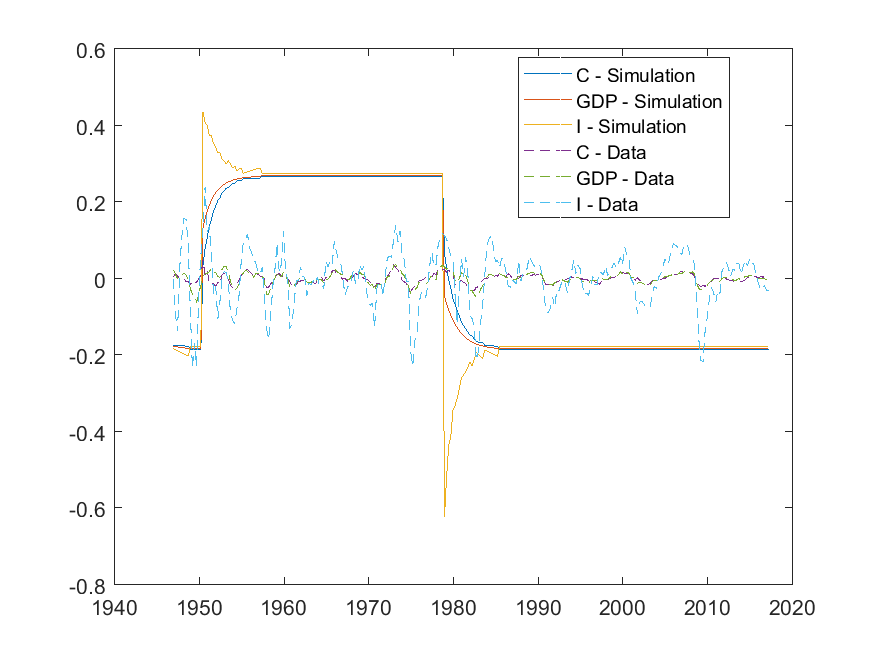 0.6
0.4
0.2
0
-0.2
-0.4
-0.6
-0.8
1940 1950 1960 1970 1980 1990 2000 2010 2020
C - Simulation
GDP - Simulation
I - Simulation
C - Data
GDP - Data
I - Data